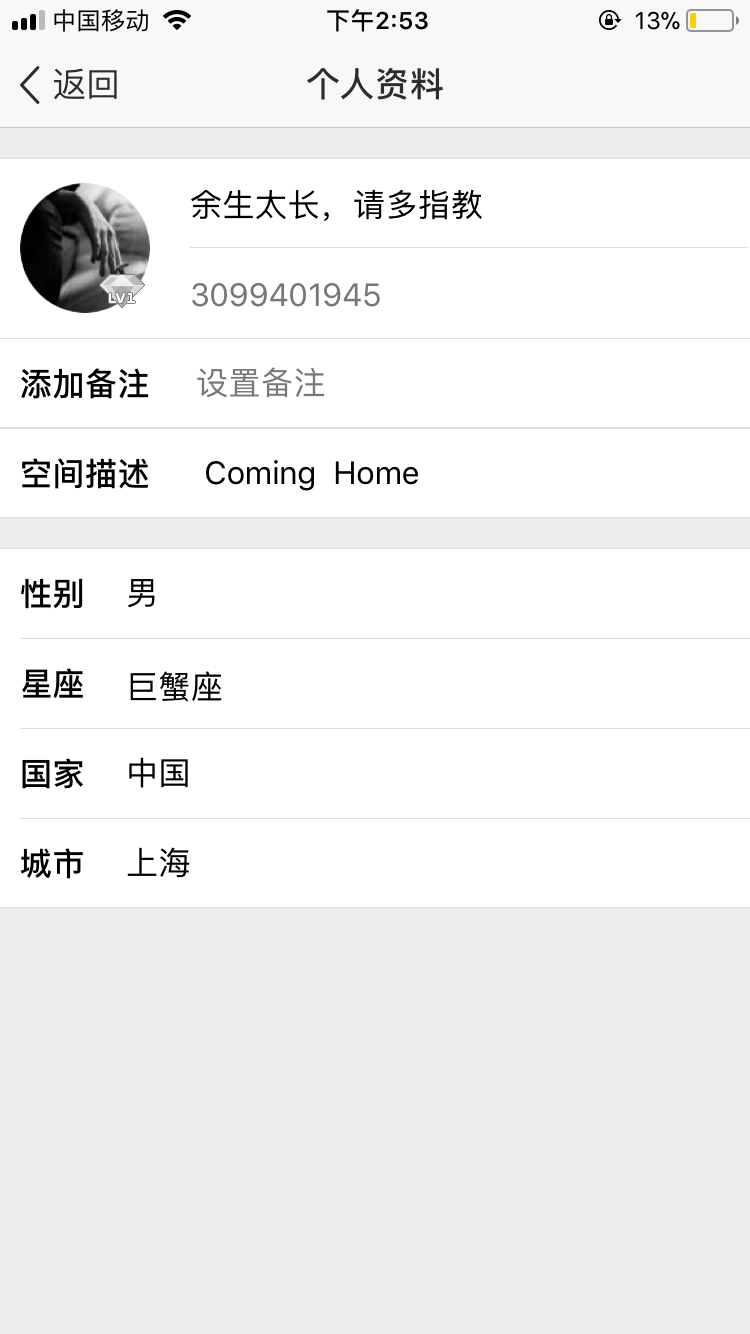 中国移动 下午2:53 13%
返回 个人资料
余生太长，请多指教
LV1
3099401945
添加备注 设置备注
空间描述 Coming Home
性别 男
星座 巨蟹座
国家 中国
城市 上海